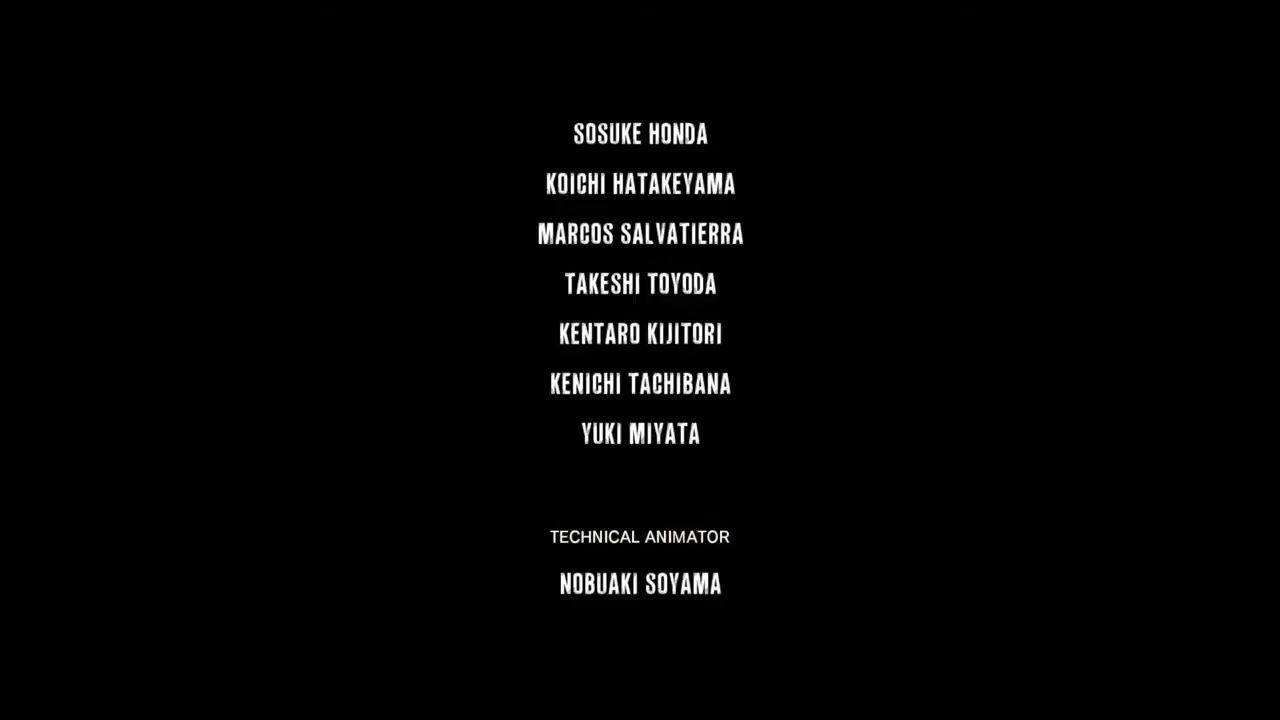 SOSUKE HONDA
KOICHI HATAKEYAMA
MARCOS SALVATIERRA
TAKESHI TOYODA
KENTARO KIJITORI
KENICHI TACHIBANA
YUKI MIYATA
TECHNICAL ANIMATOR
NOBUAKI SOYAMA